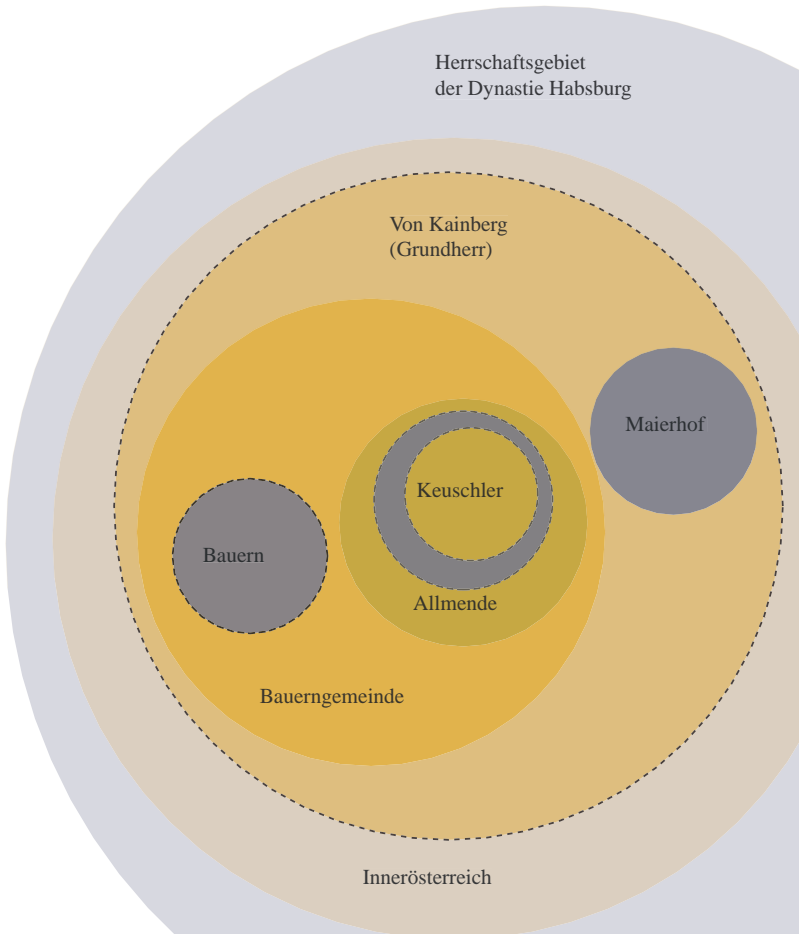 Herrschaftsgebiet
der Dynastie Habsburg
Von Kainberg
(Grundherr)
Maierhof
Keuschler
Bauern
Allmende
Bauerngemeinde
Innerösterreich